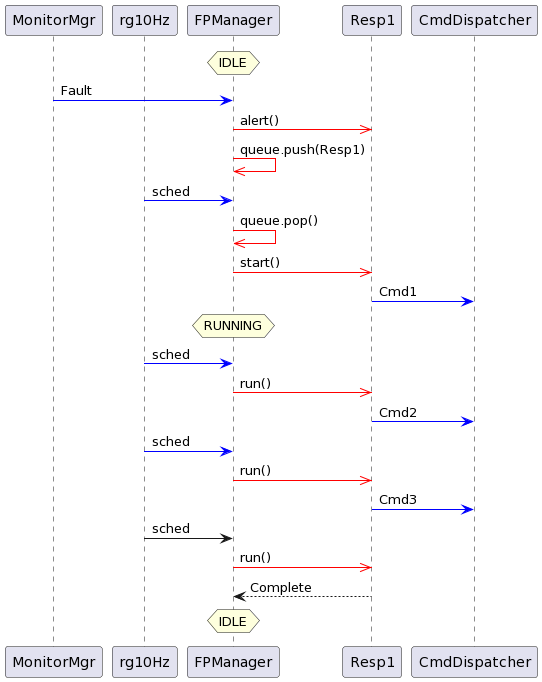 MonitorMgr rg10Hz FPManager Resp1 CmdDispatcher
IDLE
Fault
alert()
queue.push(Resp1)
sched
queue.pop()
start()
Cmd1
RUNNING
sched
run()
Cmd2
sched
run()
Cmd3
sched
run()
Complete
IDLE
MonitorMgr rg10Hz FPManager Resp1 CmdDispatcher